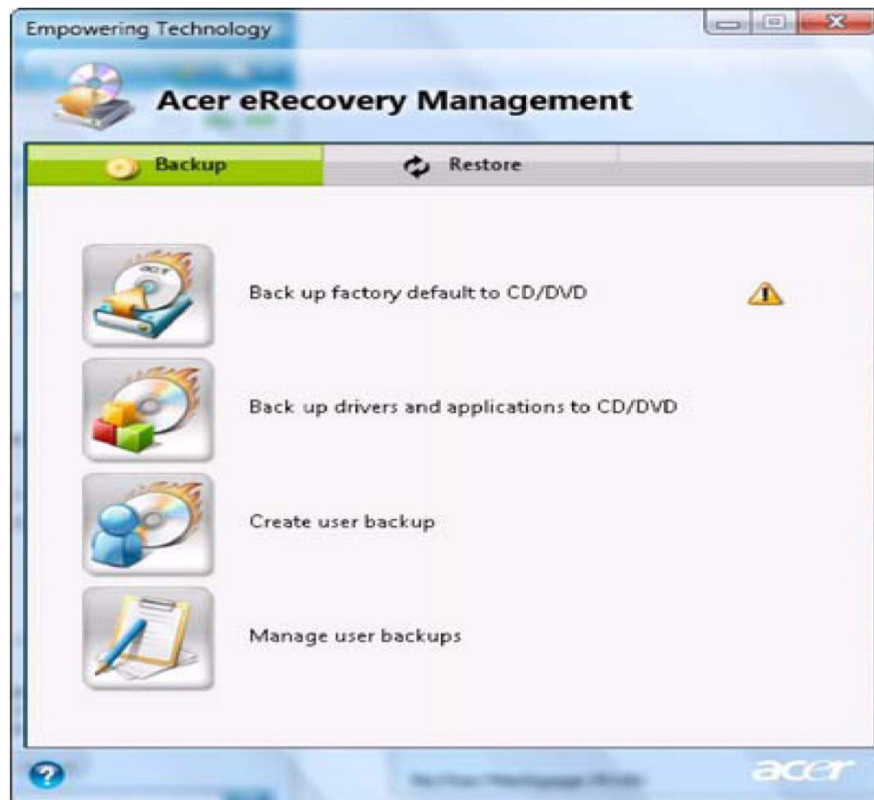 Empowering Technology
Acer eRecovery Management
Backup
Restore
acer
Back up factory default to CD/DVD
Back up drivers and applications to CD/DVD
Create user backup
Manage user backups
?
acer